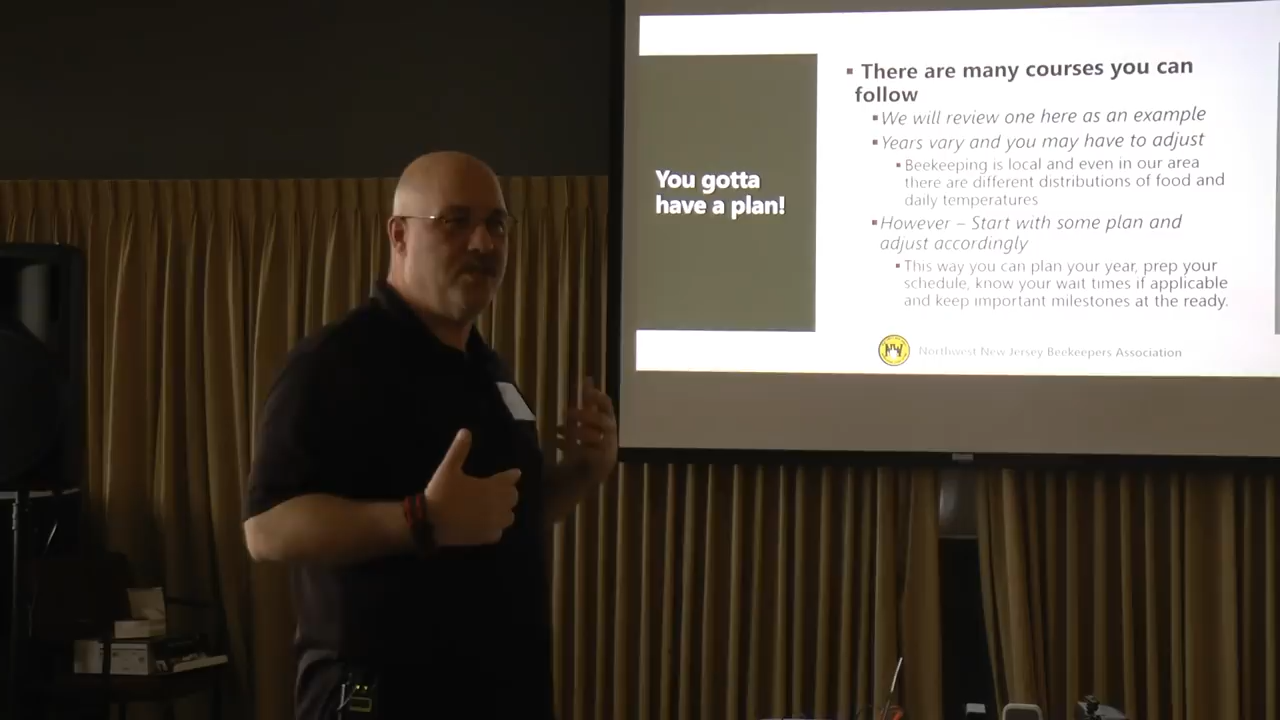 You gotta
have a plan!
▪ There are many courses you can
follow
▪ We will review one here as an example
▪ Years vary and you may have to adjust
▪ Beekeeping is local and even in our area
there are different distributions of food and
daily temperatures
▪ However – Start with some plan and
adjust accordingly
▪ This way you can plan your year, prep your
schedule, know your wait times if applicable
and keep important milestones at the ready.
Northwest New Jersey Beekeepers Association